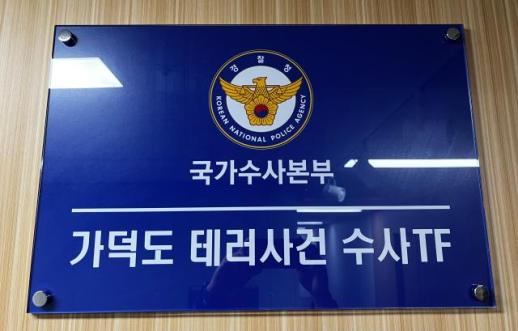 경찰청
KOREAN NATIONAL POLICE AGENCY
국가수사본부
가덕도 테러사건 수사TF